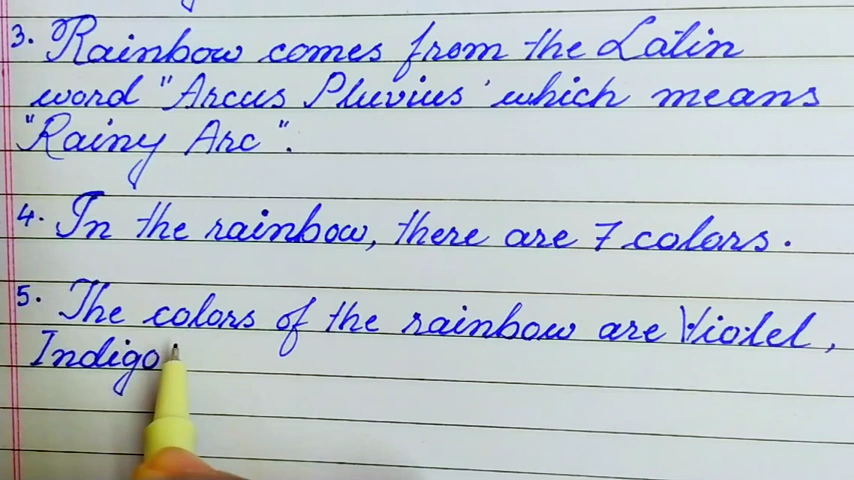 3. Rainbow comes from the Latin
word "Arcus Pluvius' which means
"Rainy Arc".
4. In the rainbow, there are 7 colors.
5. The colors of the rainbow are Violet,
Indigo